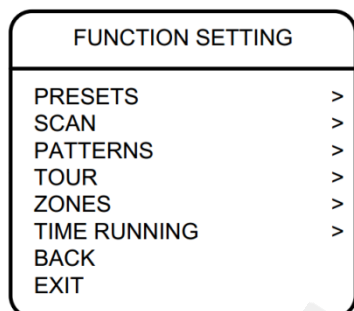 FUNCTION SETTING
PRESETS >
SCAN >
PATTERNS >
TOUR >
ZONES >
TIME RUNNING >
BACK
EXIT